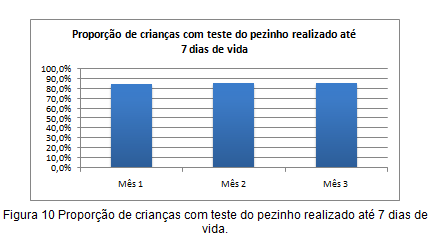 Proporção de crianças com teste do pezinho realizado até
7 dias de vida
100,0%
90,0%
80,0%
70,0%
60,0%
50,0%
40,0%
30,0%
20,0%
10,0%
0,0%
Mês 1 Mês 2 Mês 3
Figura 10 Proporção de crianças com teste do pezinho realizado até 7 dias de
vida.